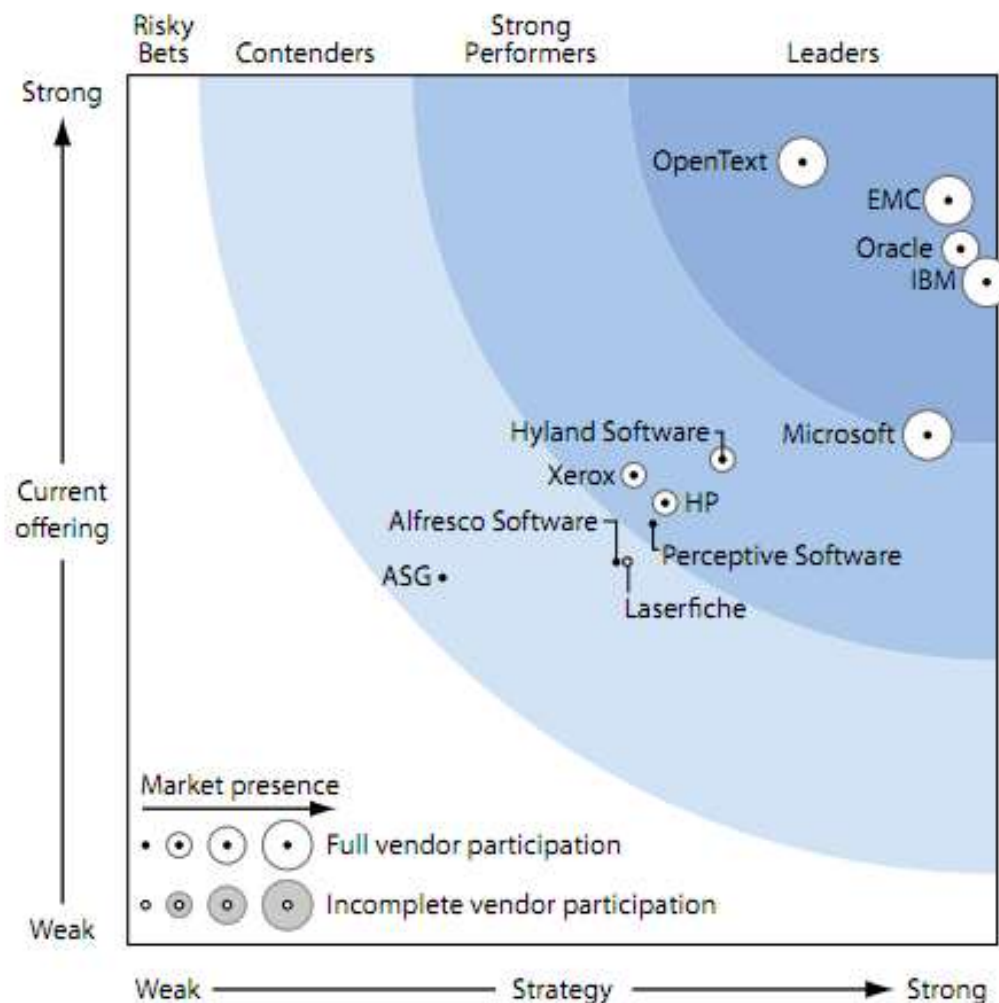 Risky
Bets
Contenders
Strong
Performers
Leaders
Strong
OpenText
EMC
Oracle
IBM
Hyland Software
Microsoft
Xerox
Current
offering
HP
Alfresco Software
Perceptive Software
ASG
Laserfiche
Market presence
Full vendor participation
Incomplete vendor participation
Weak
Weak
Strategy
Strong